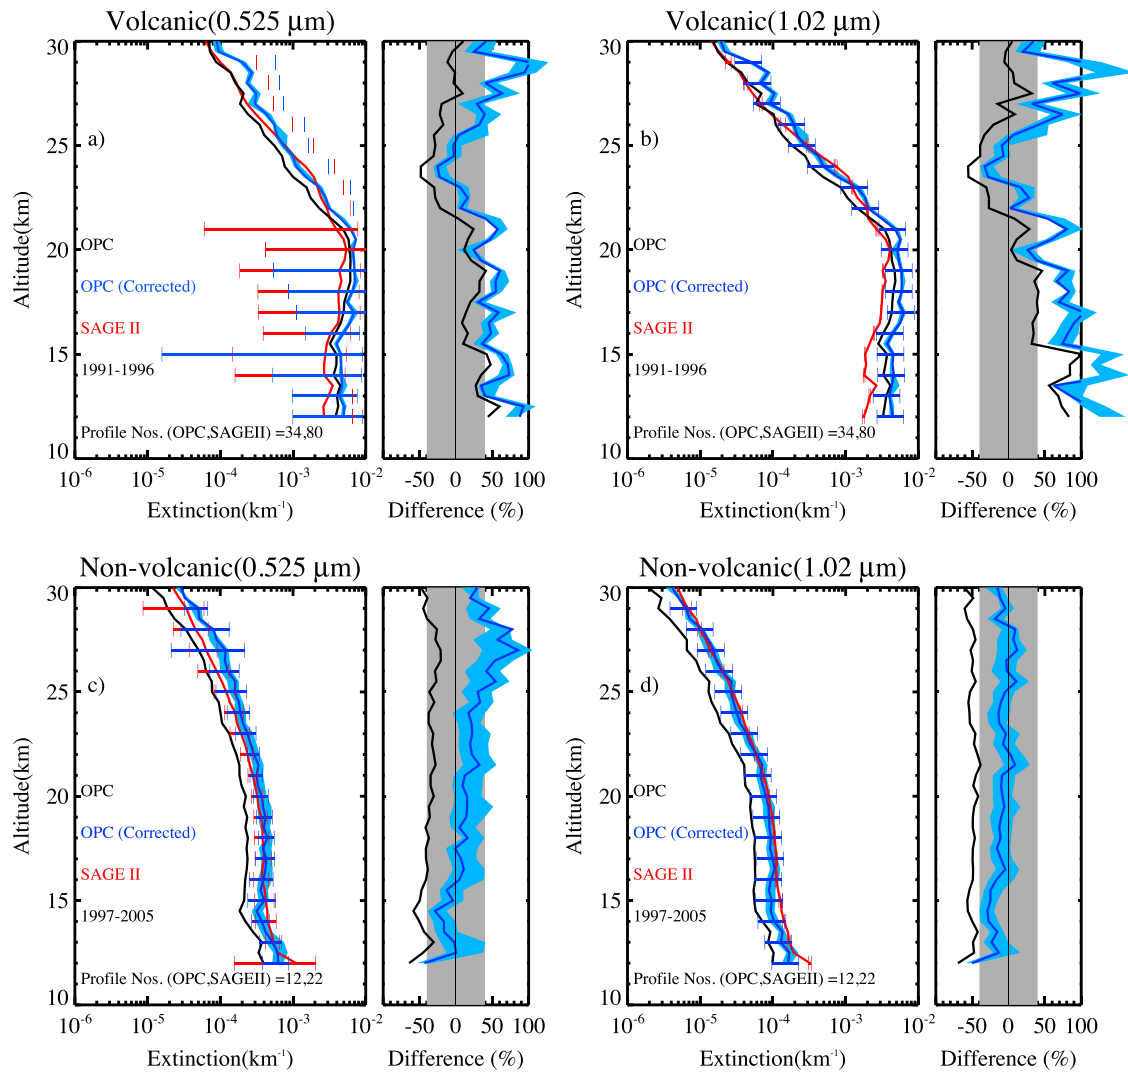 Volcanic(0.525 μm)
30
25
20
15
10
Altitude(km)
a)
OPC
OPC (Corrected)
SAGE II
1991-1996
Profile Nos. (OPC,SAGEII) =34,80
10-6 10-5 10-4 10-3 10-2
Extinction(km-1)
-50 0 50 100
Difference (%)
Volcanic(1.02 μm)
30
25
20
15
10
Altitude(km)
b)
OPC
OPC (Corrected)
SAGE II
1991-1996
Profile Nos. (OPC,SAGEII) =34,80
10-6 10-5 10-4 10-3 10-2
Extinction(km-1)
-50 0 50 100
Difference (%)
Non-volcanic(0.525 μm)
30
25
20
15
10
Altitude(km)
c)
OPC
OPC (Corrected)
SAGE II
1997-2005
Profile Nos. (OPC,SAGEII) =12,22
10-6 10-5 10-4 10-3 10-2
Extinction(km-1)
-50 0 50 100
Difference (%)
Non-volcanic(1.02 μm)
30
25
20
15
10
Altitude(km)
d)
OPC
OPC (Corrected)
SAGE II
1997-2005
Profile Nos. (OPC,SAGEII) =12,22
10-6 10-5 10-4 10-3 10-2
Extinction(km-1)
-50 0 50 100
Difference (%)